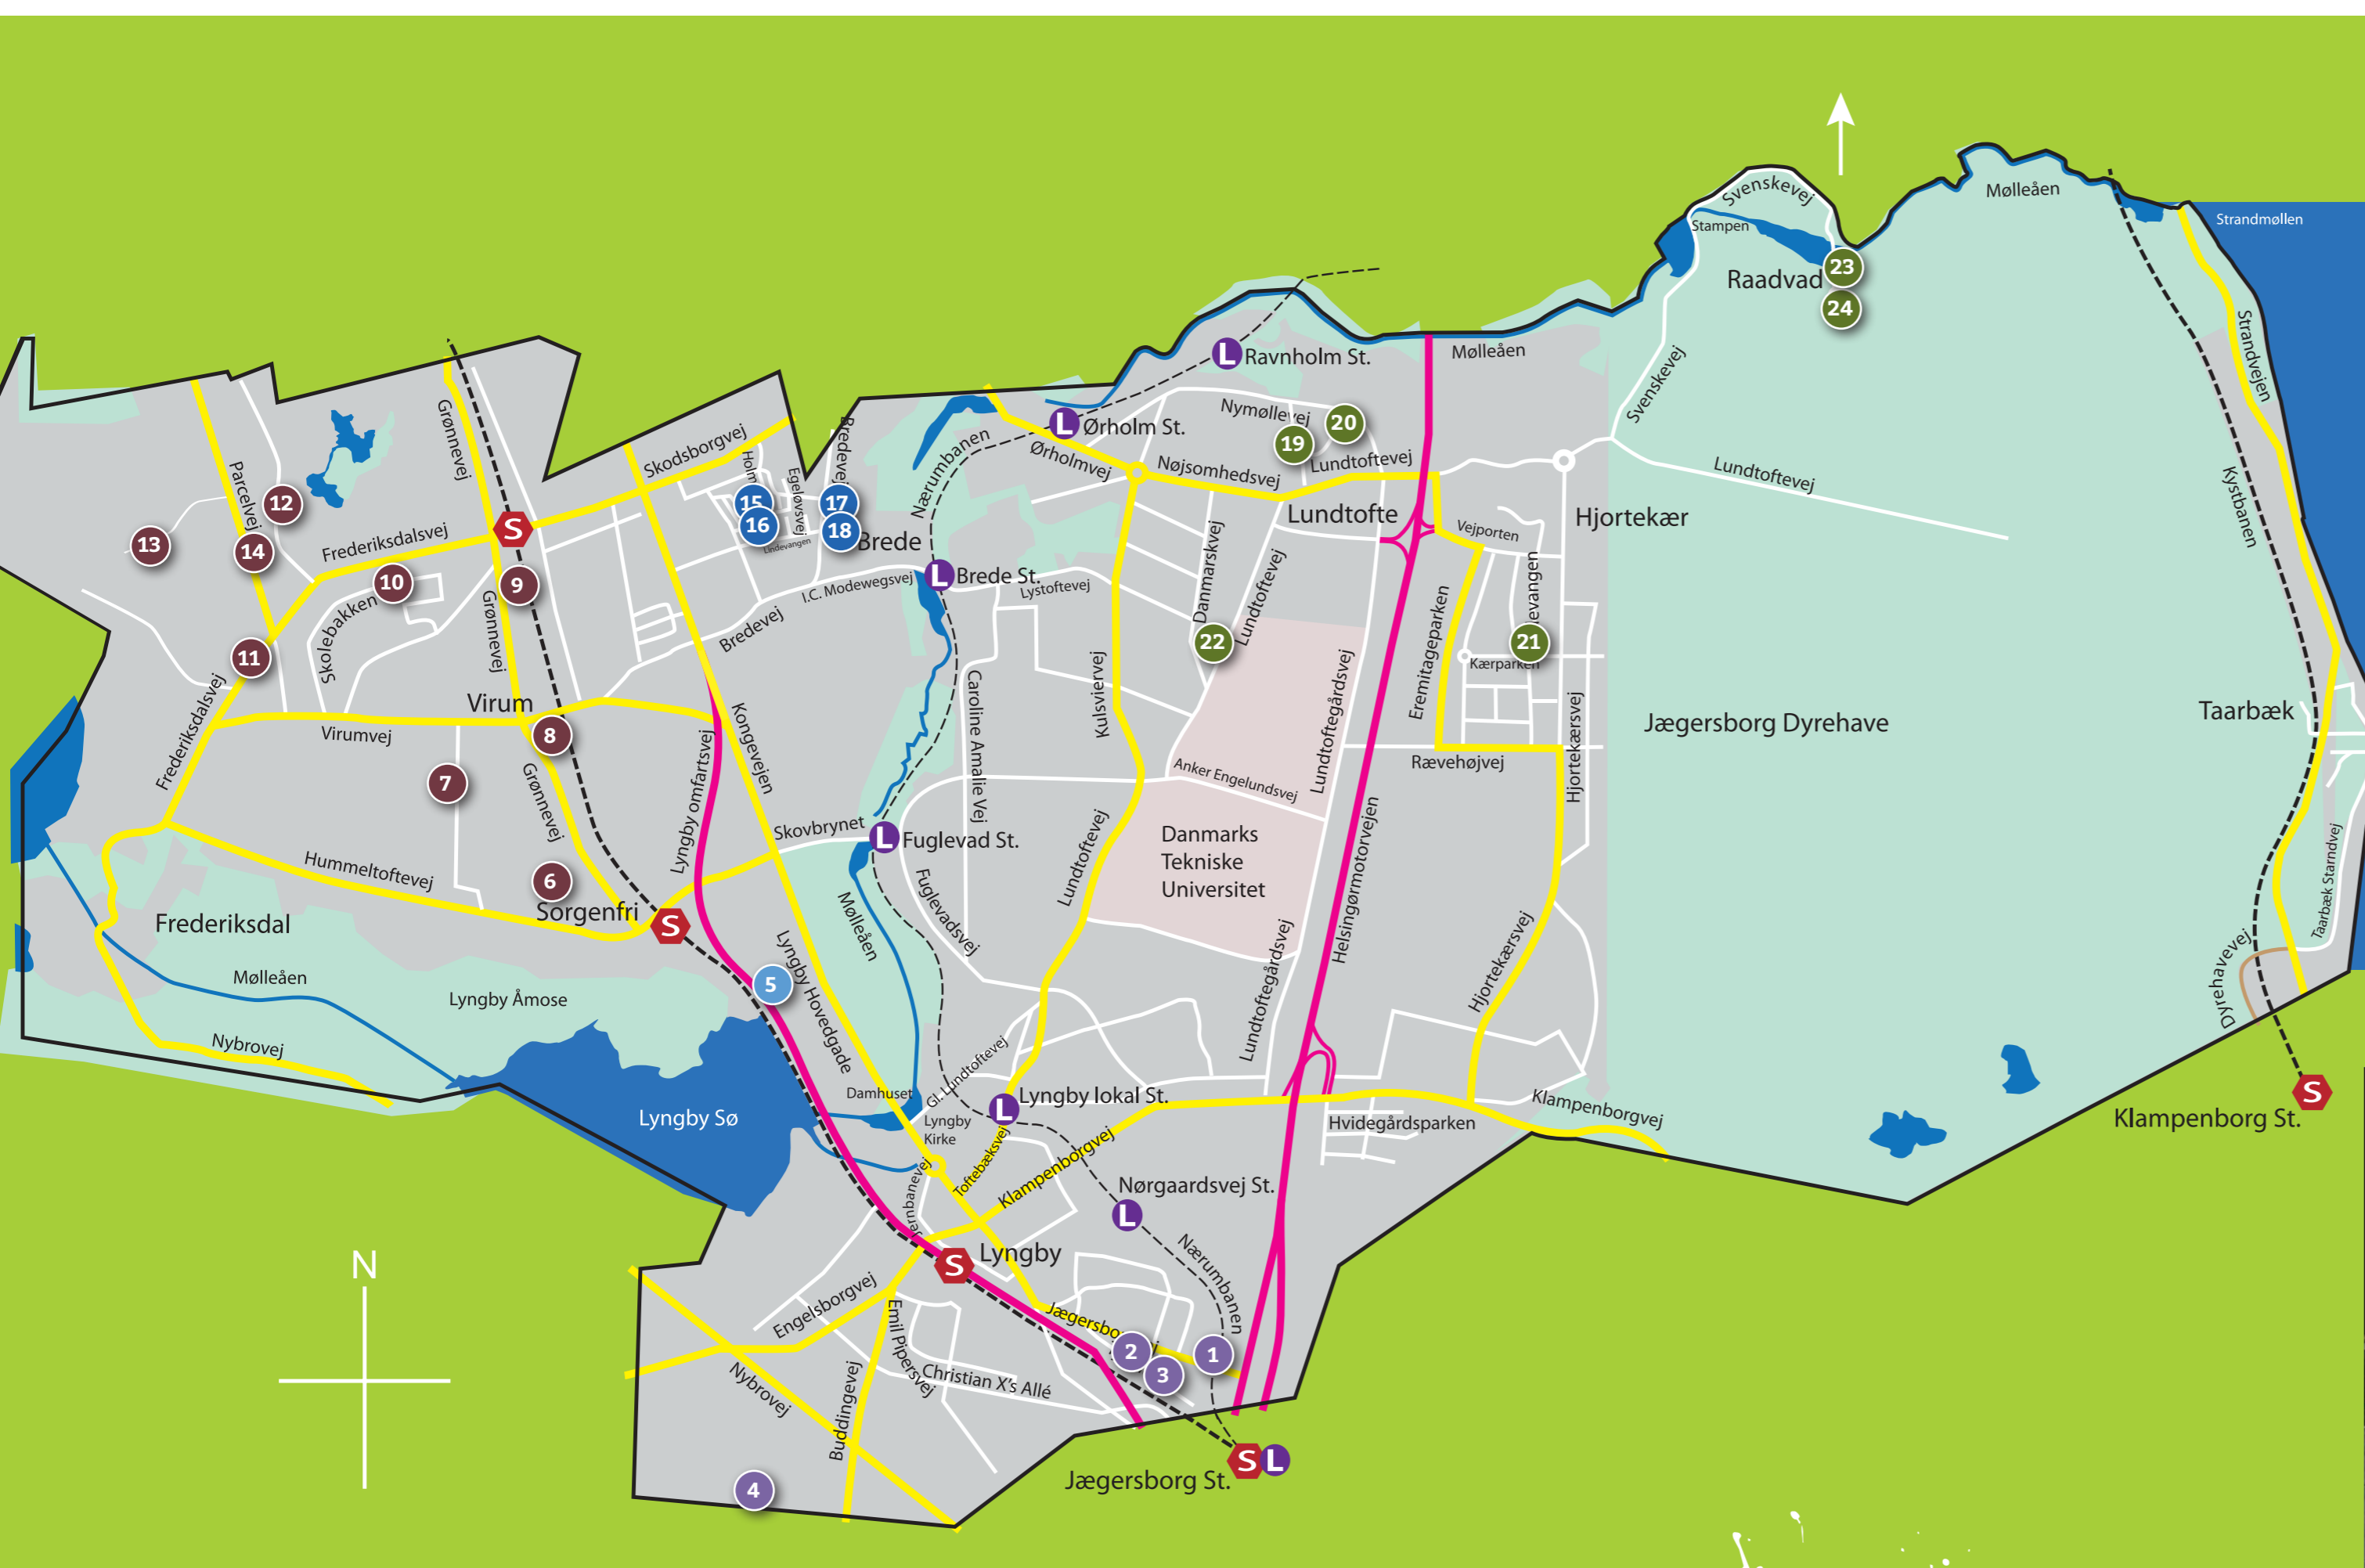 Svenskevej
Mølleåen
Stampen
Strandmøllen
Raadvad
23
24
Strandvejen
Ravnholm St.
L
Mølleåen
Svenskevej
Nymøllevej
20
19
Ørholm St.
L
Ørholmvej
Nærumbanen
Nøjsomhedsvej
Lundtoftevej
Lundtoftevej
Kystbanen
Grønnevej
Skodsborgvej
Bredevej
Holm
Egeløvsvej
Parcelvej
12
13
14
Frederiksdalsvej
S
15
16
17
18
Lindevangen
Brede
Lundtofte
Hjortekær
Vejporten
10
9
Skolebakken
Grønnevej
I.C. Modewegsvej
L
Brede St.
Lystoftevej
Bredevej
Danmarksvej
Lundtoftevej
22
Eremitageparken
21
Kærparken
11
Frederiksdalsvej
Virum
Virumvej
8
7
Grønnevej
Lyngby omfartsvej
Kongevejen
Caroline Amalie Vej
Kulsviervej
Lundtoftegårdsvej
Rævehøjvej
Hjortekærsvej
Jægersborg Dyrehave
Taarbæk
Anker Engelundsvej
Danmarks
Tekniske
Universitet
Helsingørmotorvejen
Skovbrynet
L
Fuglevad St.
Fuglevadsvej
Lundtoftevej
Hummeltoftevej
6
Sorgenfri
S
Frederiksdal
Mølleåen
Mølleåen
Lyngby Åmose
Nybrovej
5
Lyngby Hovedgade
Lundtoftegårdsvej
Hjortekærsvej
Taarbæk Starndvej
Dyrehavevej
Damhuset
Gl. Lundtoftevej
Lyngby
Kirke
L
Lyngby lokal St.
Lyngby Sø
Toftebæksvej
Klampenborgvej
Hvidegårdsparken
Klampenborgvej
S
Klampenborg St.
Nørgaardsvej St.
L
Nærumbanen
S
Lyngby
N
Engelsborgvej
Emil Pipersvej
Christian X's Allé
2
3
1
Nybrovej
Buddingevej
4
Jægersborg St.
S
L